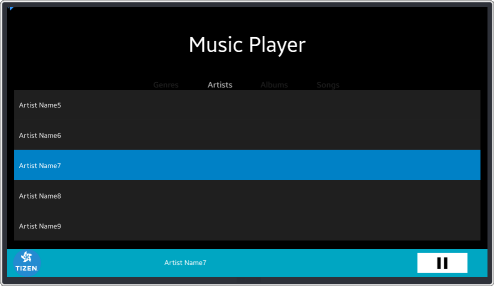 Music Player
Genres Artists Albums Songs
Artist Name5
Artist Name6
Artist Name7
Artist Name8
Artist Name9
TIZEN
Artist Name7